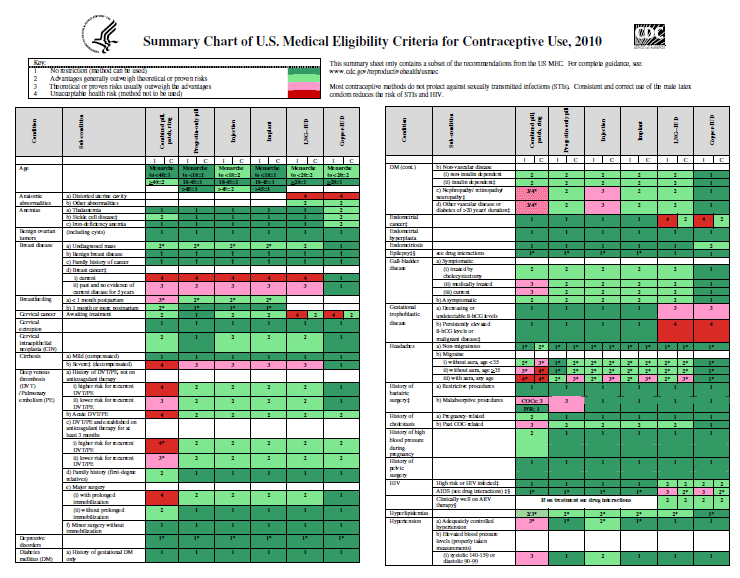 Summary Chart of U.S. Medical Eligibility Criteria for Contraceptive Use, 2010
CDC
Key:
1 No restriction (method can be used)
2 Advantages generally outweigh theoretical or proven risks
3 Theoretical or proven risks usually outweigh the advantages
4 Unacceptable health risk (method not to be used)
This summary sheet only contains a subset of the recommendations from the US MEC. For complete guidance, see:
www.cdc.gov/reproductivehealth/usmec
Most contraceptive methods do not protect against sexually transmitted infections (STIs). Consistent and correct use of the male latex
condom reduces the risk of STIs and HIV.
Condition Sub-condition Combined pill, patch, ring Progestin-only pill Injection Implant LNG-IUD Copper-IUD
I C I C I C I C I C I C
Age Menarche to <40=1 Menarche to <18=1 Menarche to <18=2 Menarche to <18=1 Menarche to <20=2 Menarche to <20=2
≥40=2 18-45=1 18-45=1 18-45=1 ≥20=1 ≥20=1
>45=1 >45=2 >45=1
Anatomic abnormalities a) Distorted uterine cavity 4 4
b) Other abnormalities 2 2
Anemias a) Thalassemia 1 1 1 1 1 2
b) Sickle cell disease‡ 2 1 1 1 1 2
c) Iron-deficiency anemia 1 1 1 1 1 2
Benign ovarian tumors (including cysts) 1 1 1 1 1 1
Breast disease a) Undiagnosed mass 2* 2* 2* 2* 2 1
b) Benign breast disease 1 1 1 1 1 1
c) Family history of cancer 1 1 1 1 1 1
d) Breast cancer‡
i) current 4 4 4 4 4 1
ii) past and no evidence of current disease for 5 years 3 3 3 3 3 1
Breastfeeding a) < 1 month postpartum 3* 2* 2* 2*
b) 1 month or more postpartum 2* 1* 1* 1*
Cervical cancer Awaiting treatment 2 1 2 2 4 2 4 2
Cervical ectropion 1 1 1 1 1 1
Cervical intraepithelial neoplasia (CIN) 2 1 2 2 2 1
Cirrhosis a) Mild (compensated) 1 1 1 1 1 1
b) Severe‡ (decompensated) 4 3 3 3 3 1
Deep venous thrombosis (DVT) /Pulmonary embolism (PE) a) History of DVT/PE, not on anticoagulant therapy
i) higher risk for recurrent DVT/PE 4 2 2 2 2 1
ii) lower risk for recurrent DVT/PE 3 2 2 2 2 1
b) Acute DVT/PE 4 2 2 2 2 2
c) DVT/PE and established on anticoagulant therapy for at least 3 months
i) higher risk for recurrent DVT/PE 4* 2 2 2 2 2
ii) lower risk for recurrent DVT/PE 3* 2 2 2 2 2
d) Family history (first-degree relatives) 2 1 1 1 1 1
e) Major surgery
(i) with prolonged immobilization 4 2 2 2 2 1
(ii) without prolonged immobilization 2 1 1 1 1 1
f) Minor surgery without immobilization 1 1 1 1 1 1
Depressive disorders 1* 1* 1* 1* 1* 1*
Diabetes mellitus (DM) a) History of gestational DM only 1 1 1 1 1 1
Condition Sub-condition Combined pill, patch, ring Progestin-only pill Injection Implant LNG-IUD Copper-IUD
I C I C I C I C I C I C
DM (cont.) b) Non-vascular disease
(i) non-insulin dependent 2 2 2 2 2 1
(ii) insulin dependent‡ 2 2 2 2 2 1
c) Nephropathy/ retinopathy/ neuropathy‡ 3/4* 2 3 2 2 1
d) Other vascular disease or diabetes of >20 years' duration‡ 3/4* 2 3 2 2 1
Endometrial cancer‡ 1 1 1 1 4 2 4 2
Endometrial hyperplasia 1 1 1 1 1 1
Endometriosis 1 1 1 1 1 2
Epilepsy‡§ see drug interactions 1* 1* 1* 1* 1 1
Gall-bladder disease a) Symptomatic
(i) treated by cholecystectomy 2 2 2 2 2 1
(ii) medically treated 3 2 2 2 2 1
(iii) current 3 2 2 2 2 1
b) Asymptomatic 2 2 2 2 2 1
Gestational trophoblastic disease a) Decreasing or undetectable ß-hCG levels 1 1 1 1 3 3
b) Persistently elevated ß-hCG levels or malignant disease‡ 1 1 1 1 4 4
Headaches a) Non-migrainous 1* 2* 1* 1* 1* 1* 1* 1* 1* 1* 1*
b) Migraine
i) without aura, age <35 2* 3* 1* 2* 2* 2* 2* 2* 2* 2* 1*
ii) without aura, age ≥35 3* 4* 1* 2* 2* 2* 2* 2* 2* 2* 1*
iii) with aura, any age 4* 4* 2* 3* 2* 3* 2* 3* 2* 3* 1*
History of bariatric surgery‡ a) Restrictive procedures 1 1 1 1 1 1
b) Malabsorptive procedures COCs: 3 3 1 1 1 1
P/R: 1
History of cholestasis a) Pregnancy-related 2 1 1 1 1 1
b) Past COC-related 3 2 2 2 2 1
History of high blood pressure during pregnancy 2 1 1 1 1 1
History of pelvic surgery 1 1 1 1 1 1
HIV High risk or HIV infected‡ 1 1 1 1 2 2 2 2
AIDS (see drug interactions) ‡§ 1* 1* 1* 1* 3 2* 3 2*
Clinically well on ARV therapy§ If on treatment see drug interactions 2 2 2 2
Hyperlipidemias 2/3* 2* 2* 2* 2* 1*
Hypertension a) Adequately controlled hypertension 3* 1* 2* 1* 1 1
b) Elevated blood pressure levels (properly taken measurements)
(i) systolic 140-159 or diastolic 90-99 3 1 2 1 1 1